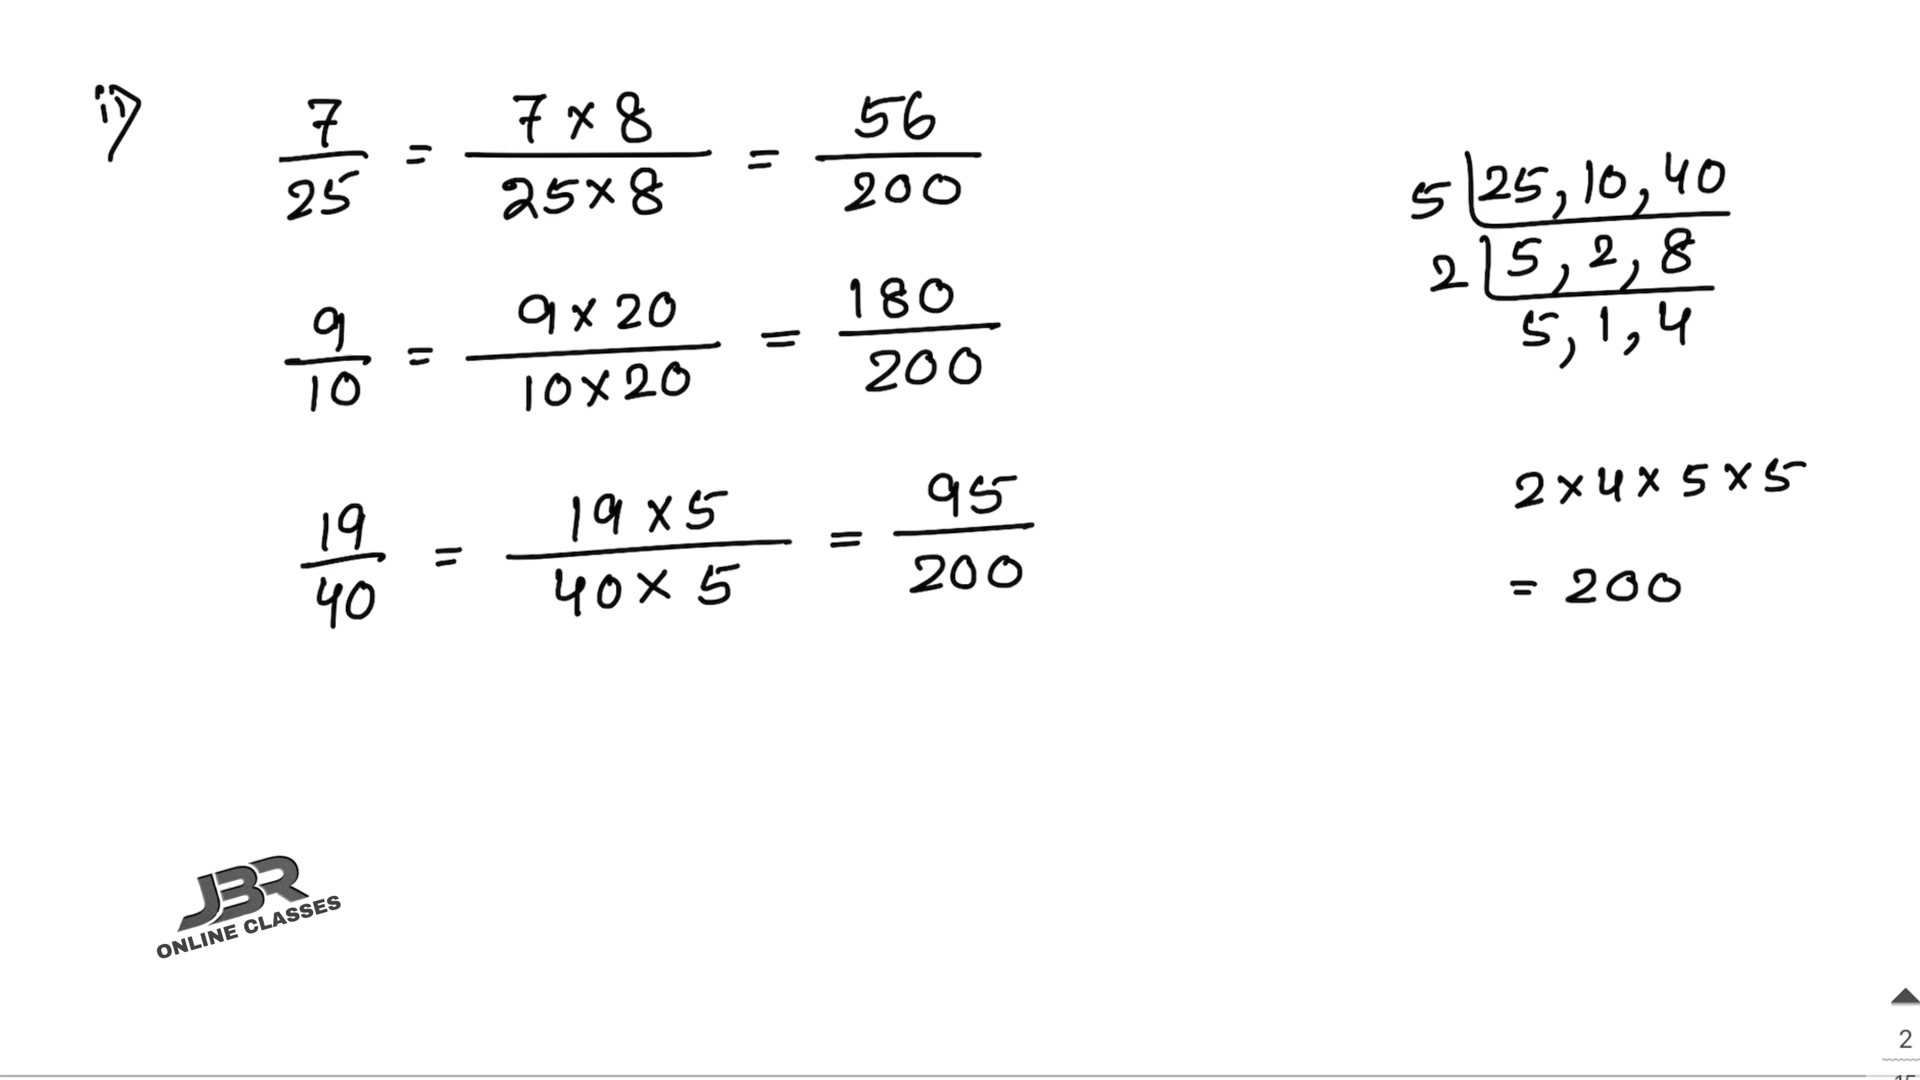 ii)
7/25 = 7 × 8/25 × 8 = 56/200
9/10 = 9 × 20/10 × 20 = 180/200
19/40 = 19 × 5/40 × 5 = 95/200
5 | 25, 10, 40
2 | 5, 2, 8
5, 1, 4
2 × 4 × 5 × 5
= 200
JBR
ONLINE CLASSES
2